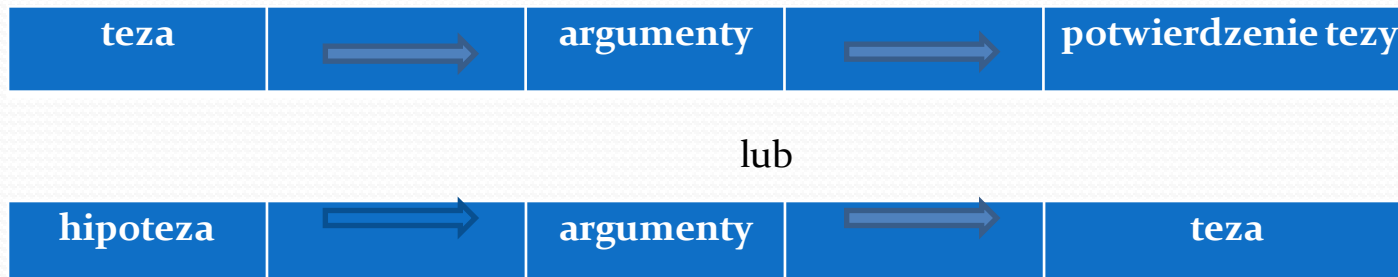 teza argumenty potwierdzenie tezy
lub
hipoteza argumenty teza